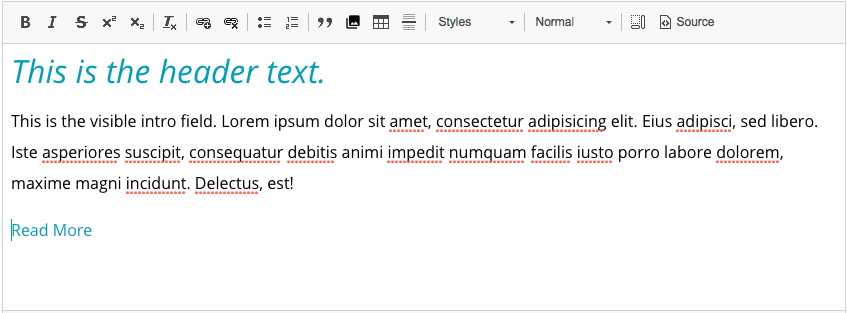 B I S x² x₂ Tx Styles Normal Source
This is the header text.
This is the visible intro field. Lorem ipsum dolor sit amet, consectetur adipisicing elit. Eius adipisci, sed libero.
Iste asperiores suscipit, consequatur debitis animi impedit numquam facilis iusto porro labore dolorem,
maxime magni incidunt. Delectus, est!
Read More